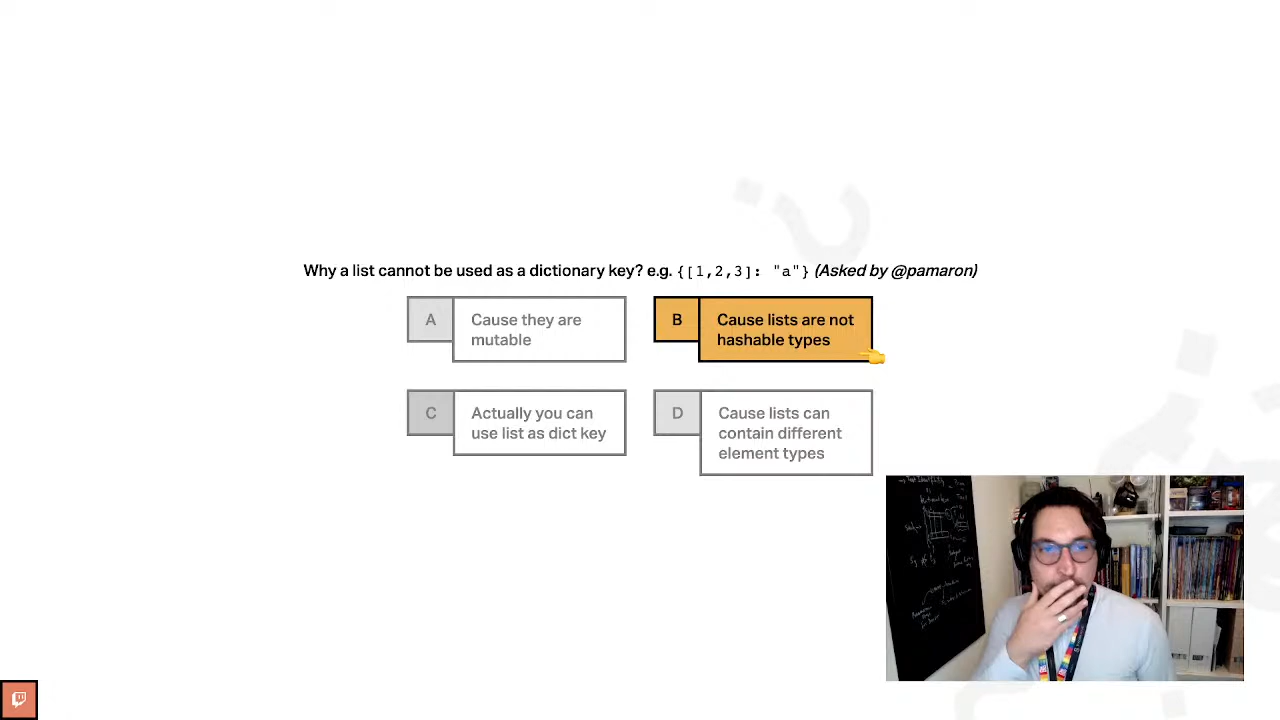 Why a list cannot be used as a dictionary key? e.g. {[1,2,3]: "a"} (Asked by @pamaron)
A
Cause they are
mutable
B
Cause lists are not
hashable types
C
Actually you can
use list as dict key
D
Cause lists can
contain different
element types